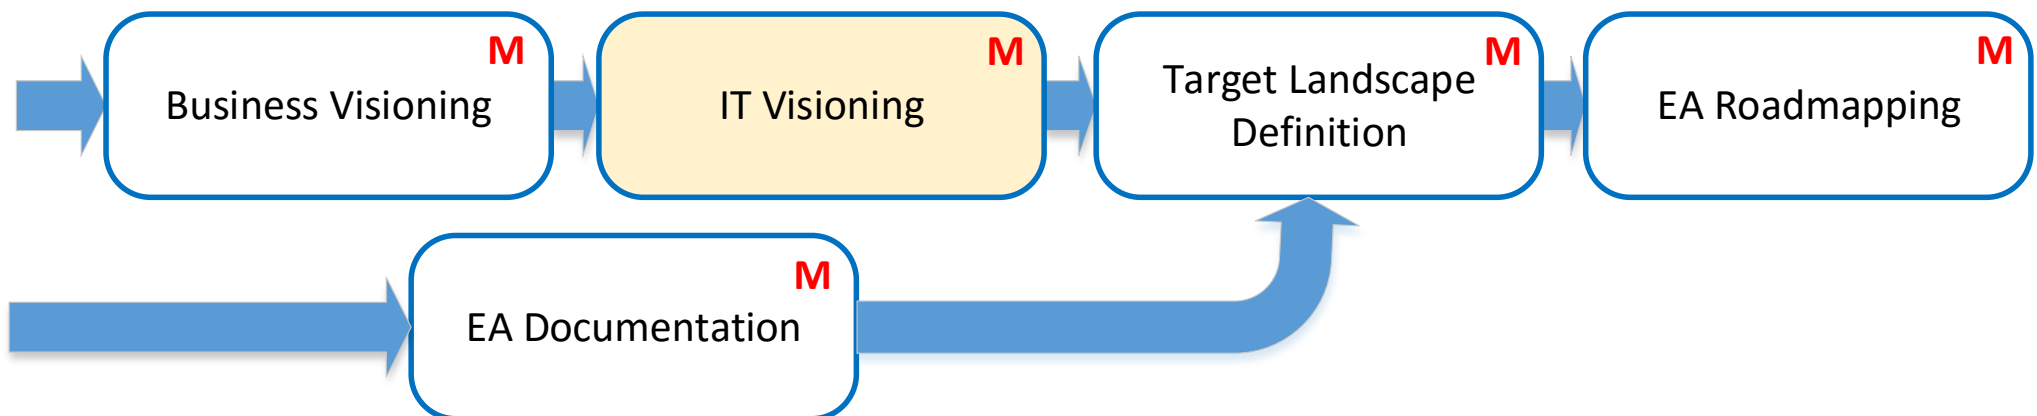 M
Business Visioning
M
IT Visioning
M
Target Landscape
Definition
M
EA Roadmapping
M
EA Documentation